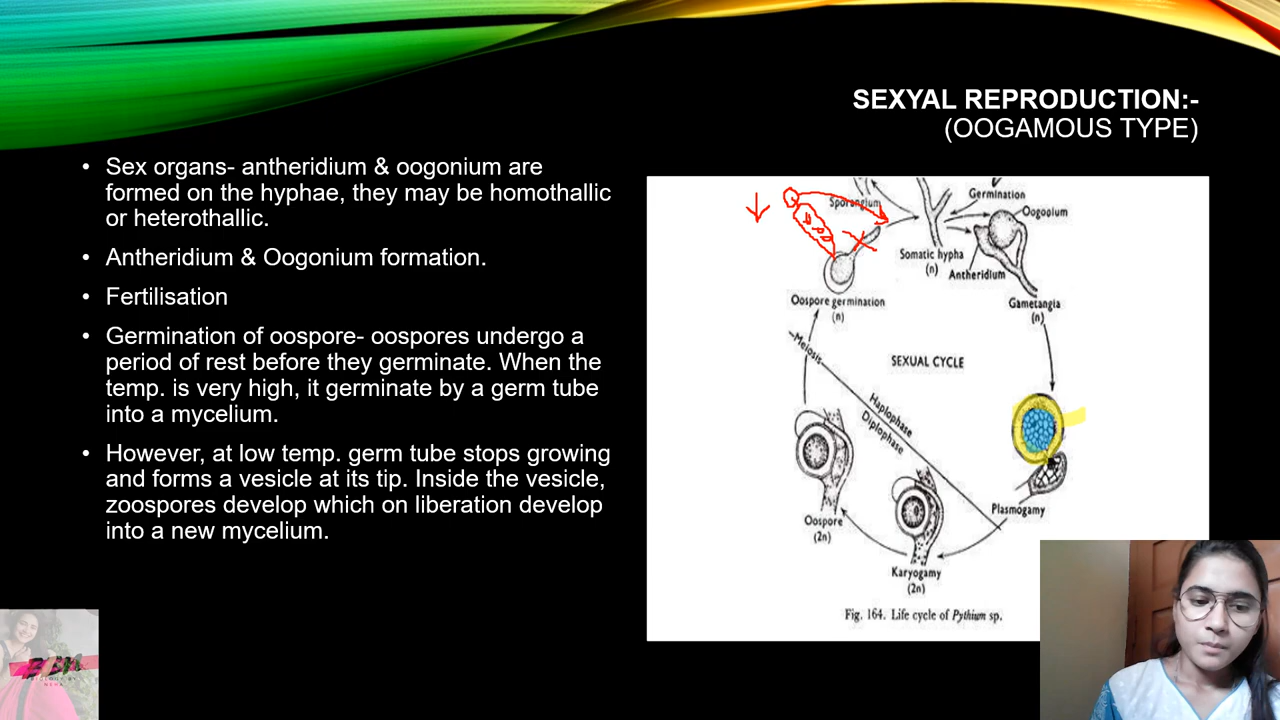 SEXYAL REPRODUCTION:-
(OOGAMOUS TYPE)
• Sex organs- antheridium & oogonium are
formed on the hyphae, they may be homothallic
or heterothallic.
• Antheridium & Oogonium formation.
• Fertilisation
• Germination of oospore- oospores undergo a
period of rest before they germinate. When the
temp. is very high, it germinate by a germ tube
into a mycelium.
• However, at low temp. germ tube stops growing
and forms a vesicle at its tip. Inside the vesicle,
zoospores develop which on liberation develop
into a new mycelium.
Germination
Sporangium
Oogonium
Somatic hypha
(n)
Antheridium
Oospore germination
(n)
Gametangia
(n)
Meiosis
SEXUAL CYCLE
Haplophase
Diplophase
Plasmogamy
Oospore
(2n)
Karyogamy
(2n)
Fig. 164. Life cycle of Pythium sp.